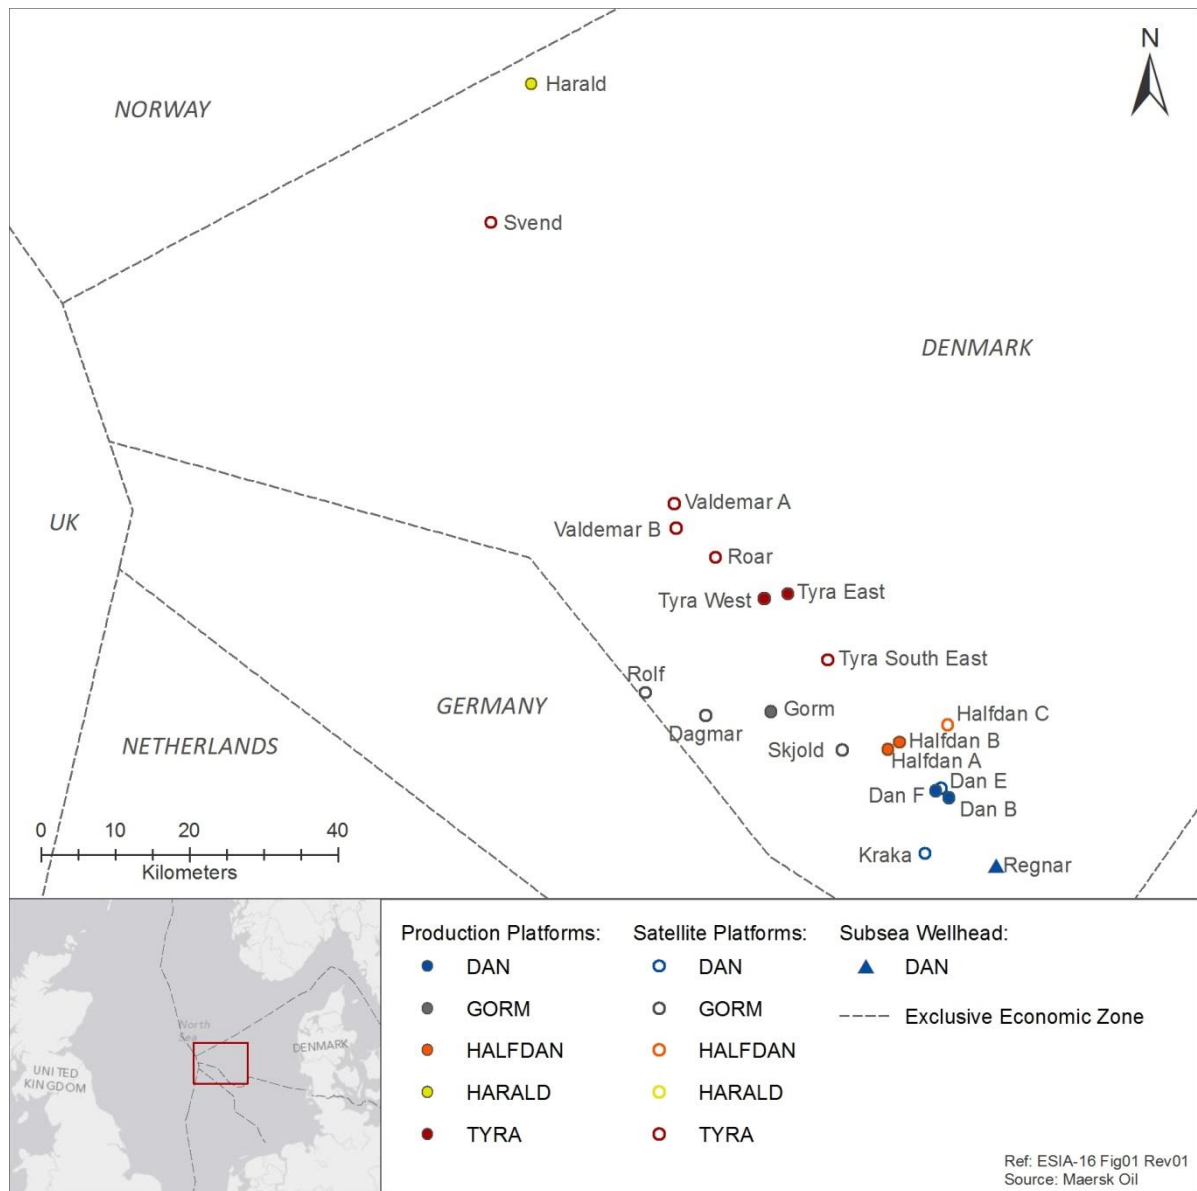 N
NORWAY
Harald
Svend
DENMARK
UK
Valdemar A
Valdemar B
Roar
Tyra West
Tyra East
Tyra South East
Rolf
GERMANY
Dagmar
Gorm
Halfdan C
NETHERLANDS
Skjold
Halfdan B
Halfdan A
Dan E
Dan F
Dan B
0 10 20 40
Kilometers
Kraka
Regnar
North
Sea
DENMARK
UNITED
KINGDOM
Production Platforms:
DAN
GORM
HALFDAN
HARALD
TYRA
Satellite Platforms:
DAN
GORM
HALFDAN
HARALD
TYRA
Subsea Wellhead:
DAN
Exclusive Economic Zone
Ref: ESIA-16 Fig01 Rev01
Source: Maersk Oil